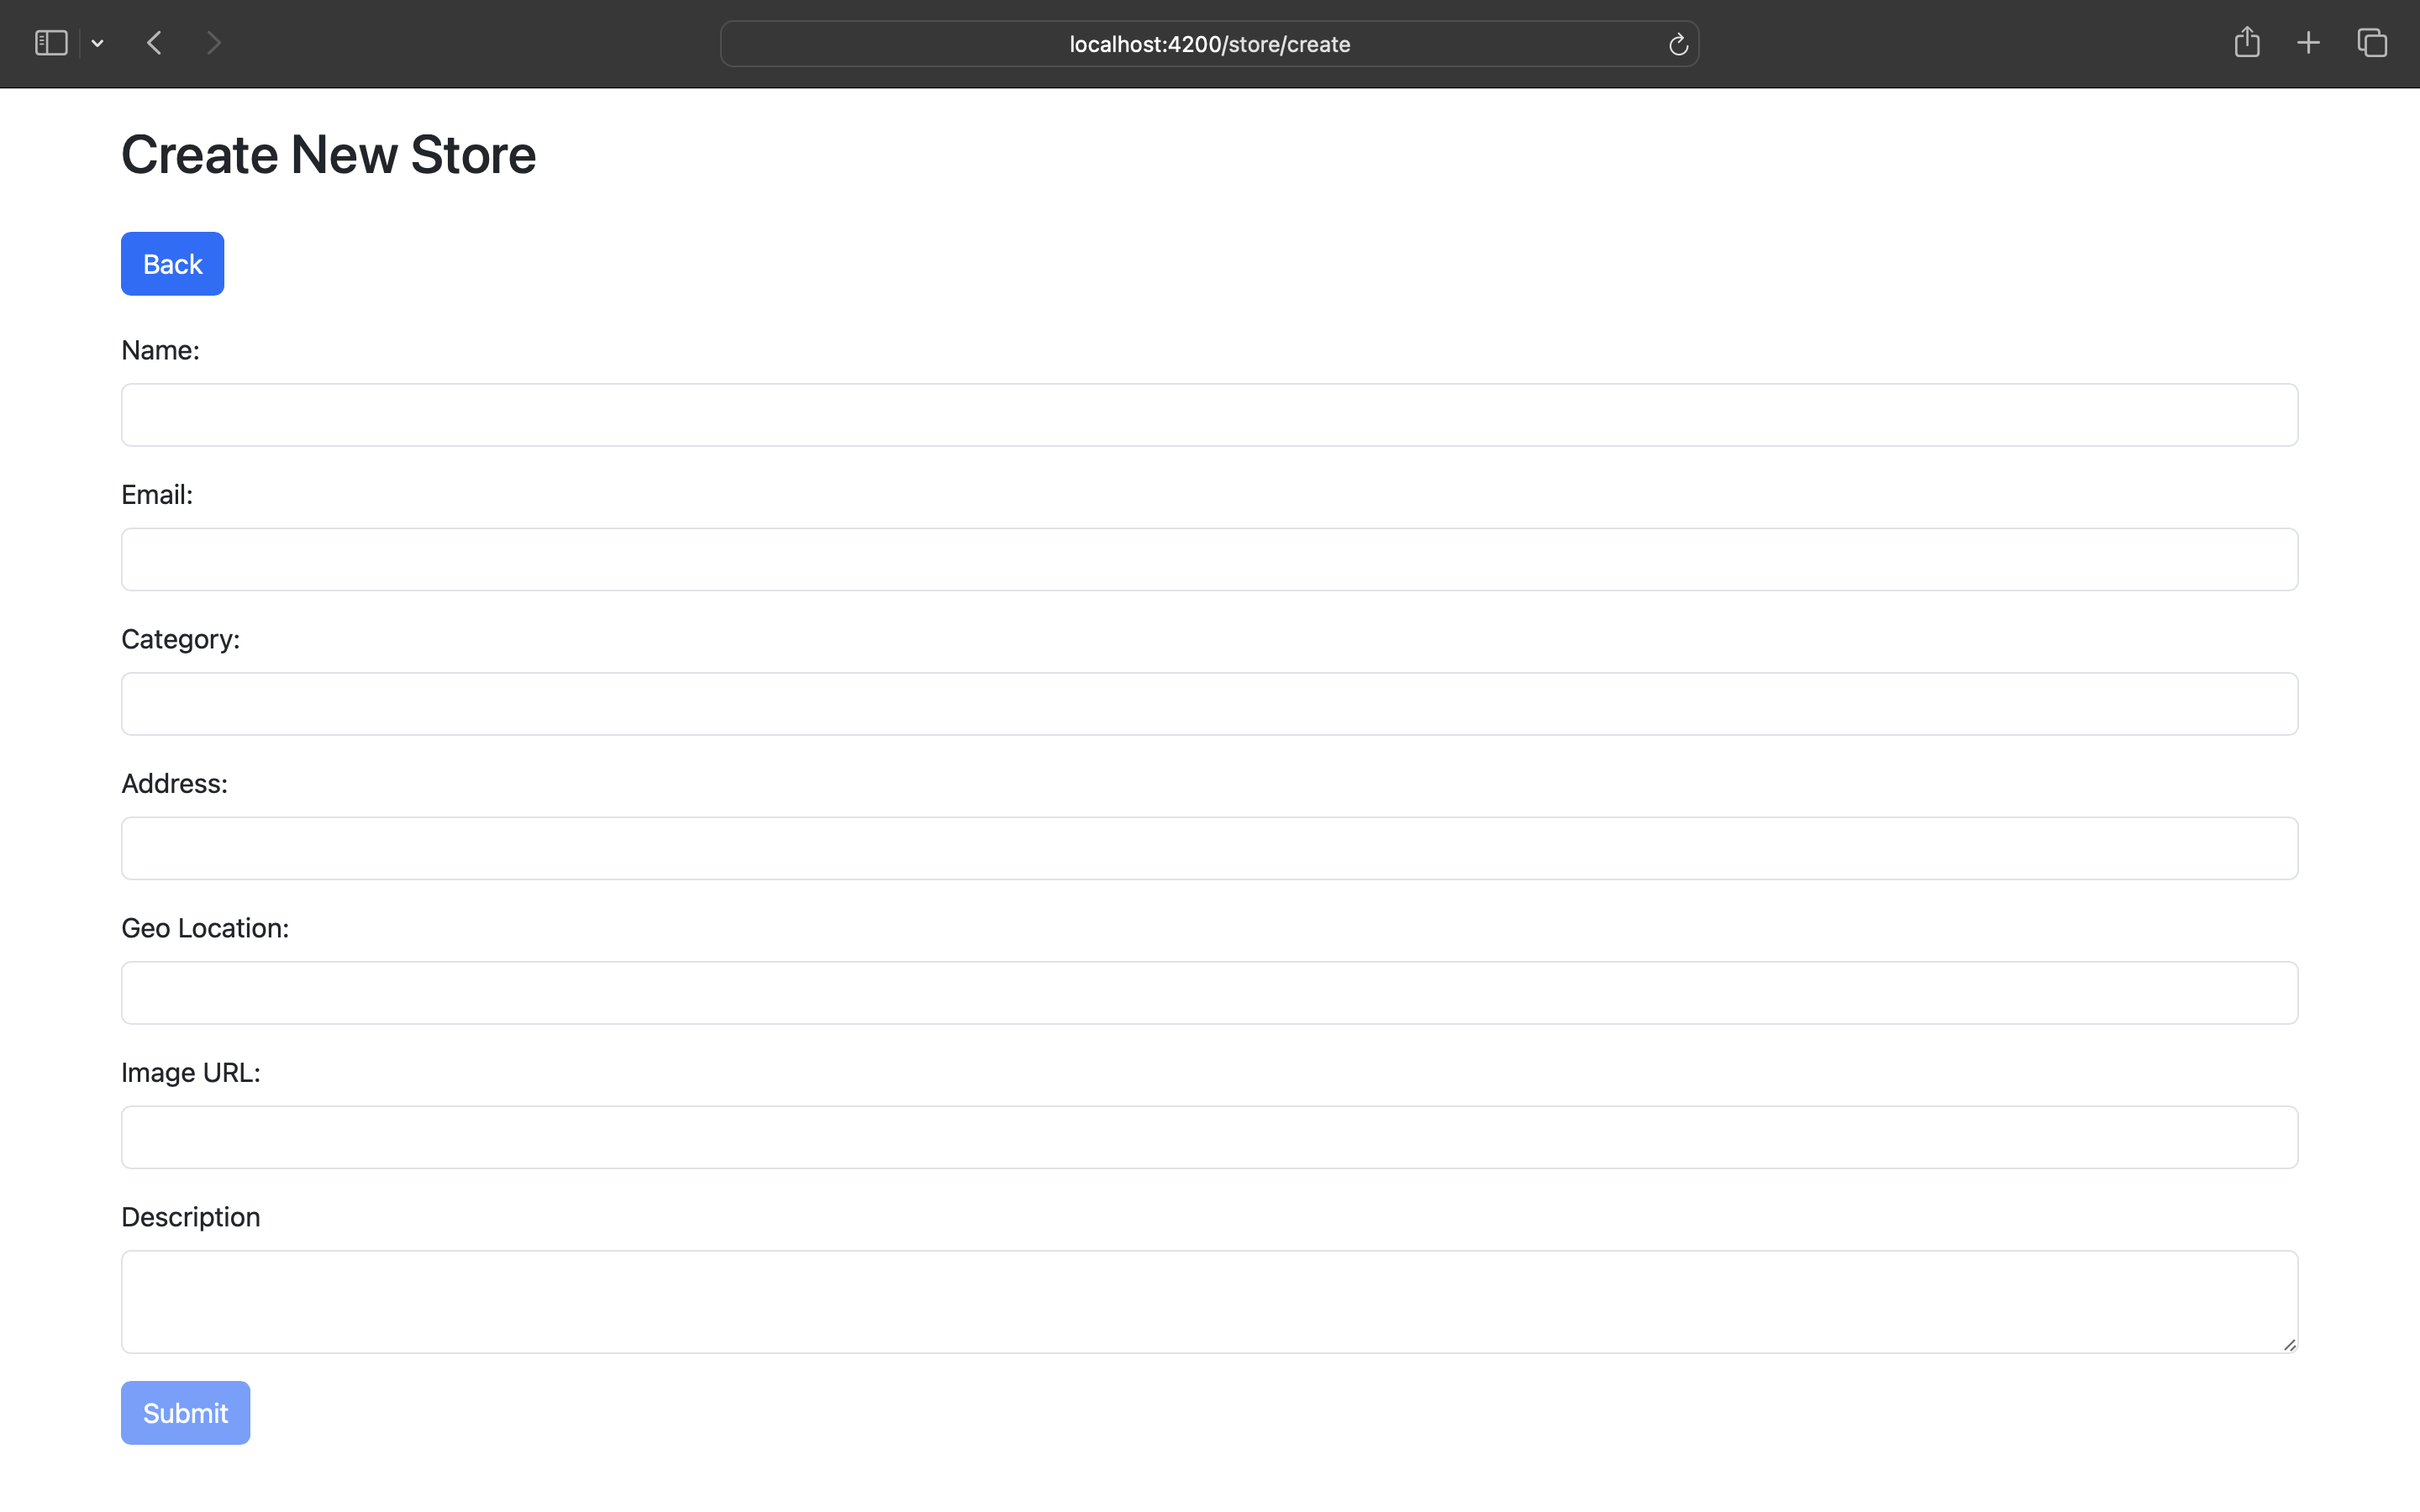 localhost:4200/store/create
Create New Store
Back
Name:
Email:
Category:
Address:
Geo Location:
Image URL:
Description
Submit